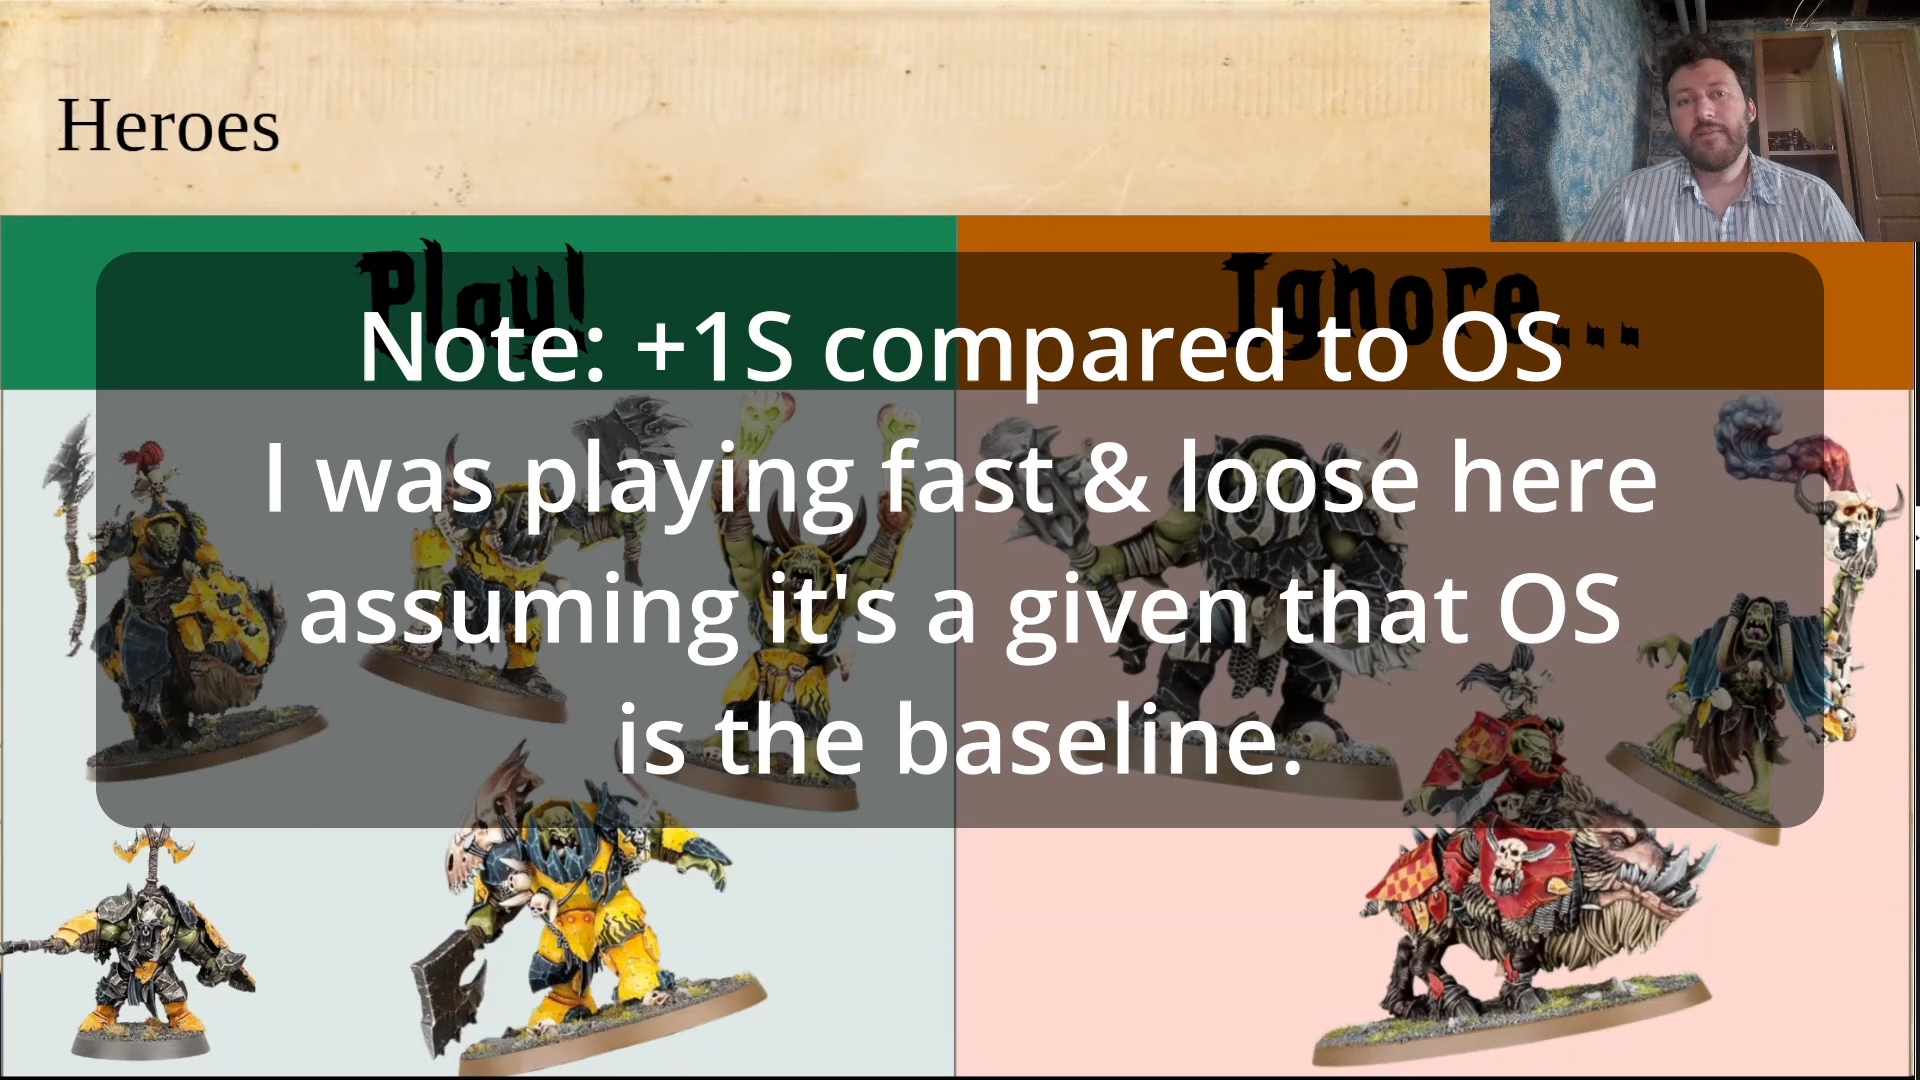 Heroes
Play!
Ignore...
Note: +1S compared to OS
I was playing fast & loose here
assuming it's a given that OS
is the baseline.